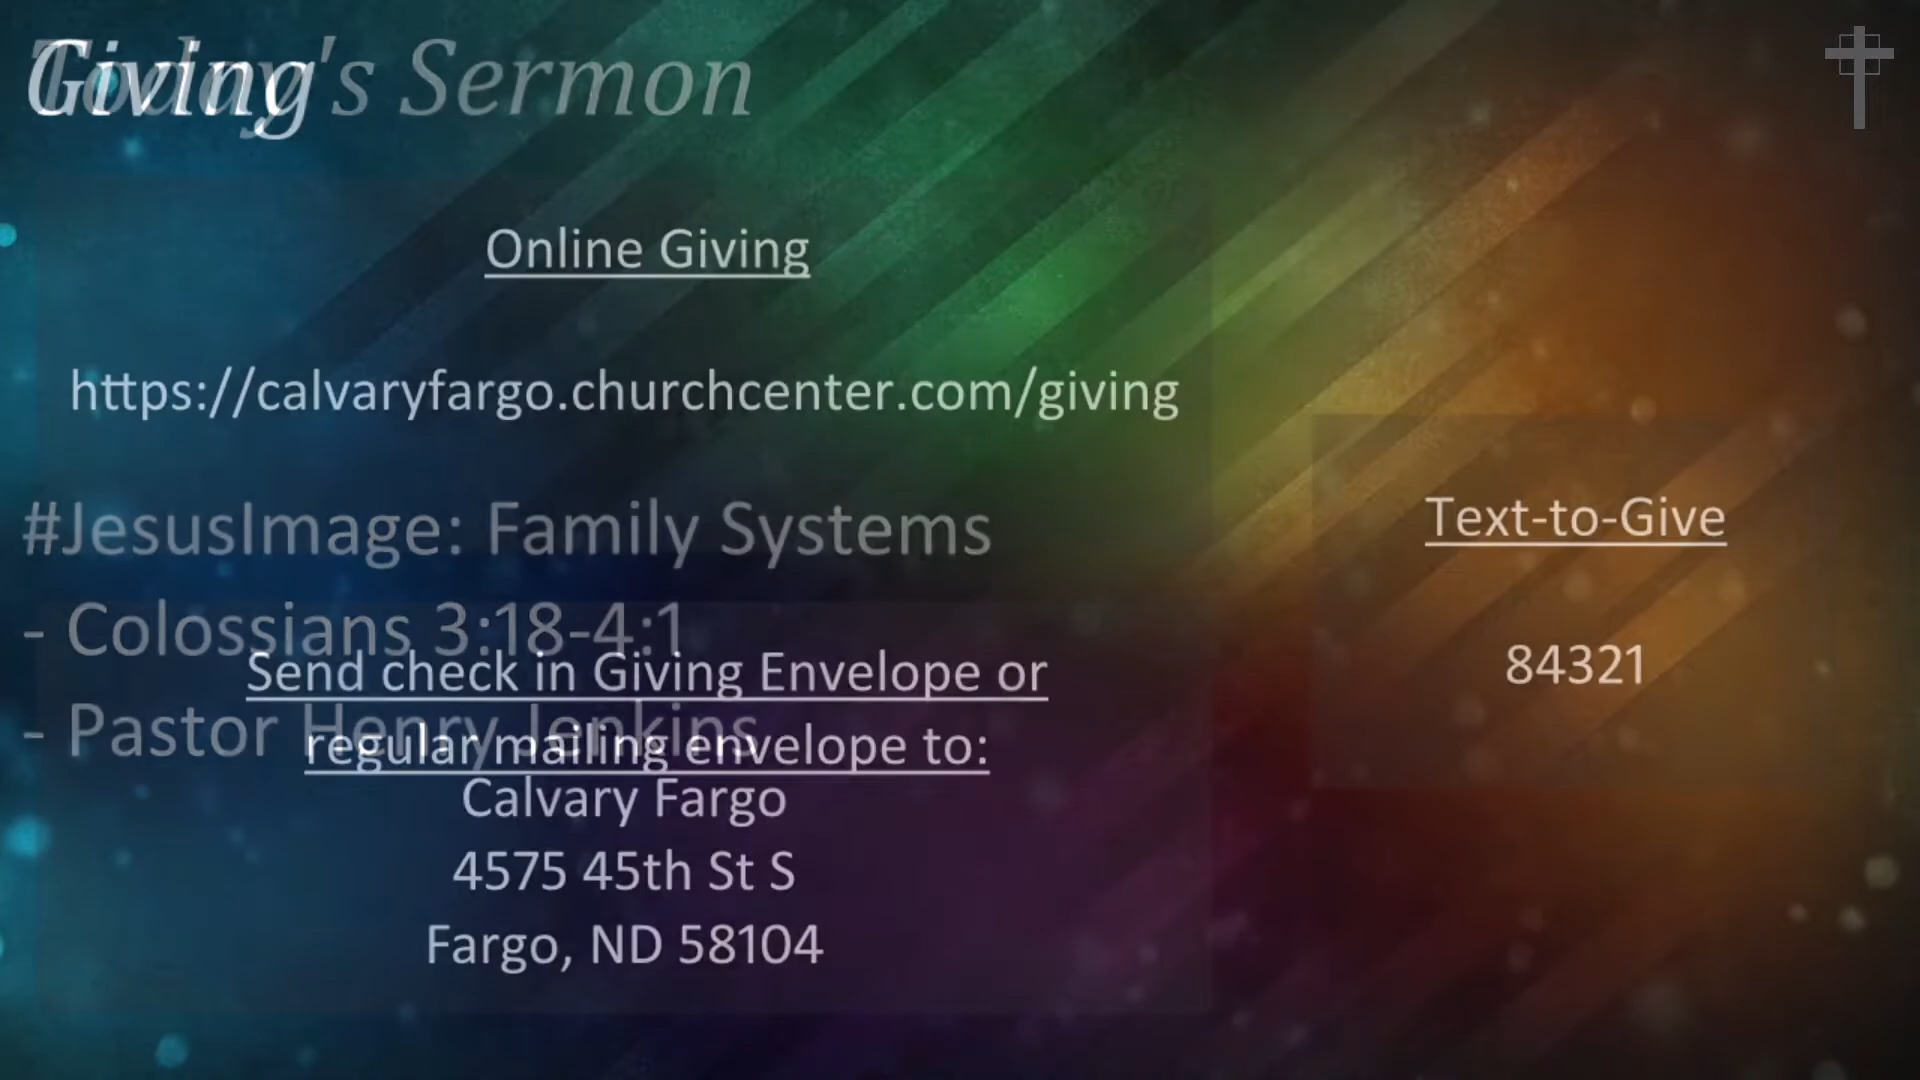 Giving
Today's Sermon
Online Giving
https://calvaryfargo.churchcenter.com/giving
#JesusImage: Family Systems
- Colossians 3:18-4:1
- Pastor Henry Jenkins
Send check in Giving Envelope or
regular mailing envelope to:
Calvary Fargo
4575 45th St S
Fargo, ND 58104
Text-to-Give
84321